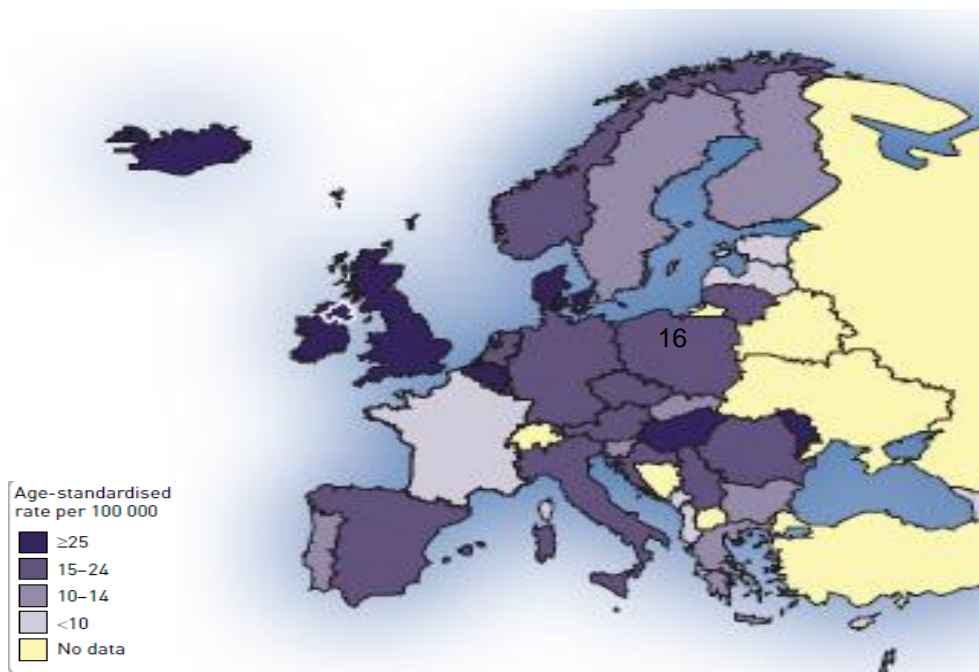 16
Age-standardised
rate per 100 000
≥25
15–24
10–14
<10
No data